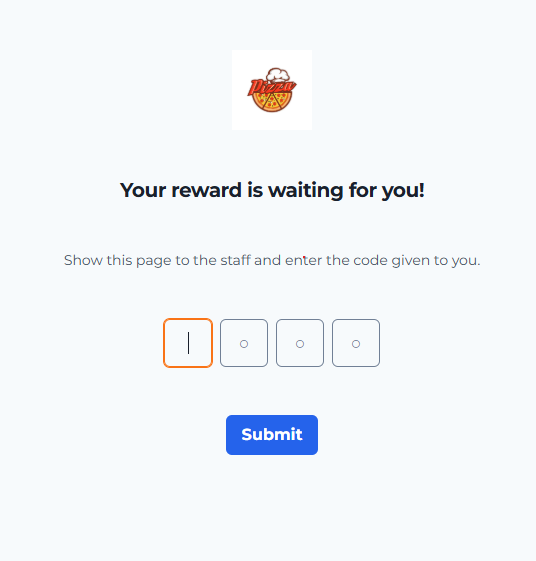 Pizza
Your reward is waiting for you!
Show this page to the staff and enter the code given to you.
Submit